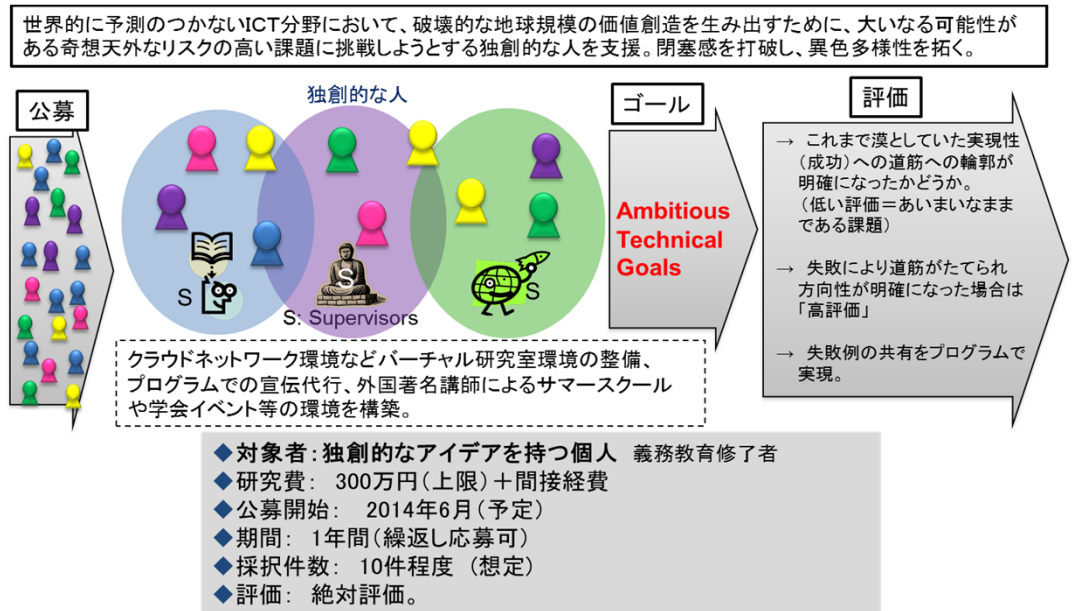 世界的に予測のつかないICT分野において、破壊的な地球規模の価値創造を生み出すために、大いなる可能性が
ある奇想天外なリスクの高い課題に挑戦しようとする独創的な人を支援。閉塞感を打破し、異色多様性を拓く。
公募
独創的な人
S
S
S
S: Supervisors
クラウドネットワーク環境などバーチャル研究室環境の整備、
プログラムでの宣伝代行、外国著名講師によるサマースクール
や学会イベント等の環境を構築。
ゴール
Ambitious
Technical
Goals
評価
→ これまで漠としていた実現性
(成功)への道筋への輪郭が
明確になったかどうか。
(低い評価＝あいまいなまま
である課題)
→ 失敗により道筋がたてられ
方向性が明確になった場合は
「高評価」
→ 失敗例の共有をプログラムで
実現。
◆対象者：独創的なアイデアを持つ個人 義務教育修了者
◆研究費： 300万円(上限)＋間接経費
◆公募開始： 2014年6月(予定)
◆期間： 1年間(繰返し応募可)
◆採択件数： 10件程度 (想定)
◆評価： 絶対評価。